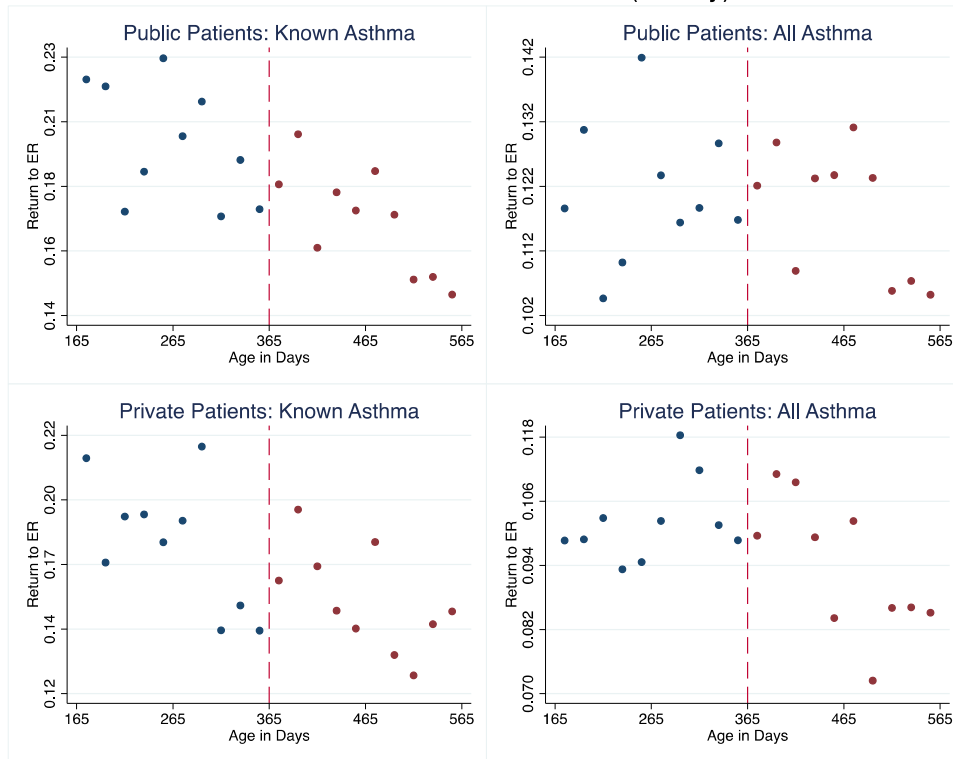 Public Patients: Known Asthma
Return to ER
0.23
0.21
0.18
0.16
0.14
165 265 365 465 565
Age in Days
Public Patients: All Asthma
Return to ER
0.142
0.132
0.122
0.112
0.102
165 265 365 465 565
Age in Days
Private Patients: Known Asthma
Return to ER
0.22
0.20
0.17
0.14
0.12
165 265 365 465 565
Age in Days
Private Patients: All Asthma
Return to ER
0.118
0.106
0.094
0.082
0.070
165 265 365 465 565
Age in Days